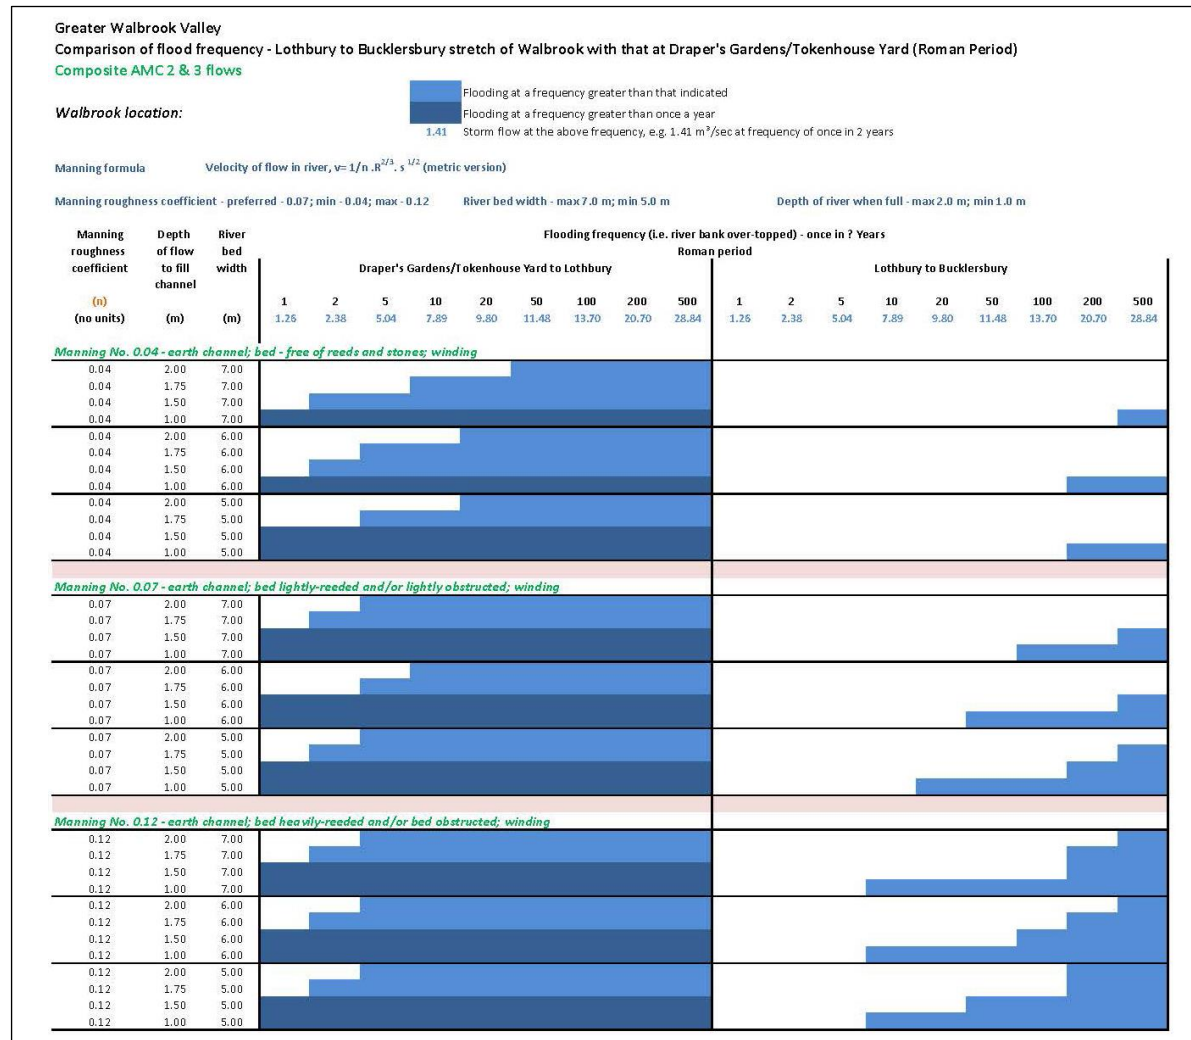 Greater Walbrook Valley
Comparison of flood frequency - Lothbury to Bucklersbury stretch of Walbrook with that at Draper's Gardens/Tokenhouse Yard (Roman Period)
Composite AMC 2 & 3 flows
Flooding at a frequency greater than that indicated
Walbrook location:
Flooding at a frequency greater than once a year
1.41 Storm flow at the above frequency, e.g. 1.41 m³/sec at frequency of once in 2 years
Manning formula Velocity of flow in river, v= 1/n .R^2/3 . s^1/2 (metric version)
Manning roughness coefficient - preferred - 0.07; min - 0.04; max - 0.12 River bed width - max 7.0 m; min 5.0 m Depth of river when full - max 2.0 m; min 1.0 m
Manning Depth River Flooding frequency (i.e. river bank over-topped) - once in ? Years
roughness of flow bed Roman period
coefficient to fill width Draper's Gardens/Tokenhouse Yard to Lothbury Lothbury to Bucklersbury
channel
(n) 1 2 5 10 20 50 100 200 500 1 2 5 10 20 50 100 200 500
(no units) (m) (m) 1.26 2.38 5.04 7.89 9.80 11.48 13.70 20.70 28.84 1.26 2.38 5.04 7.89 9.80 11.48 13.70 20.70 28.84
Manning No. 0.04 - earth channel; bed - free of reeds and stones; winding
0.04 2.00 7.00
0.04 1.75 7.00
0.04 1.50 7.00
0.04 1.00 7.00
0.04 2.00 6.00
0.04 1.75 6.00
0.04 1.50 6.00
0.04 1.00 6.00
0.04 2.00 5.00
0.04 1.75 5.00
0.04 1.50 5.00
0.04 1.00 5.00
Manning No. 0.07 - earth channel; bed lightly-reeded and/or lightly obstructed; winding
0.07 2.00 7.00
0.07 1.75 7.00
0.07 1.50 7.00
0.07 1.00 7.00
0.07 2.00 6.00
0.07 1.75 6.00
0.07 1.50 6.00
0.07 1.00 6.00
0.07 2.00 5.00
0.07 1.75 5.00
0.07 1.50 5.00
0.07 1.00 5.00
Manning No. 0.12 - earth channel; bed heavily-reeded and/or bed obstructed; winding
0.12 2.00 7.00
0.12 1.75 7.00
0.12 1.50 7.00
0.12 1.00 7.00
0.12 2.00 6.00
0.12 1.75 6.00
0.12 1.50 6.00
0.12 1.00 6.00
0.12 2.00 5.00
0.12 1.75 5.00
0.12 1.50 5.00
0.12 1.00 5.00